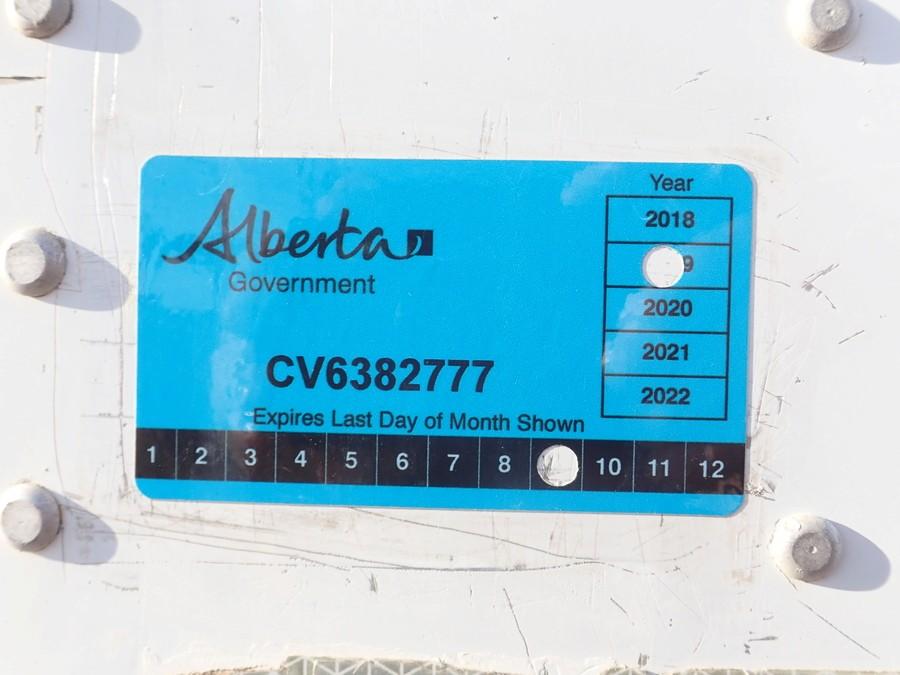 Year
Alberta
Government
2018
9
2020
2021
2022
CV6382777
Expires Last Day of Month Shown
1 2 3 4 5 6 7 8 10 11 12